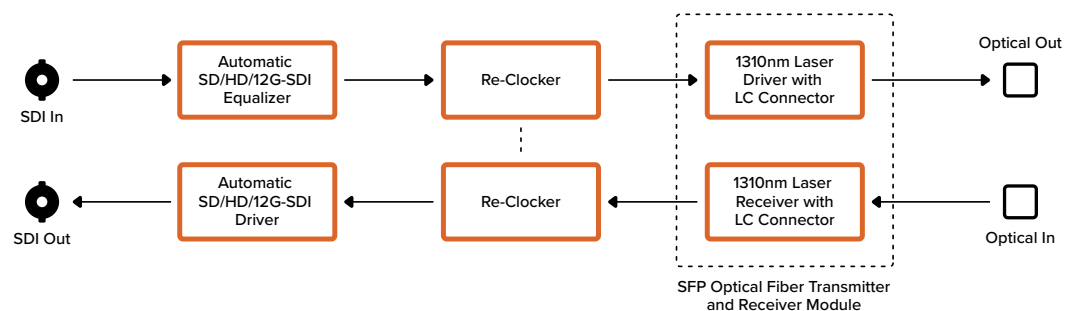 SDI In
Automatic
SD/HD/12G-SDI
Equalizer
Re-Clocker
1310nm Laser
Driver with
LC Connector
Optical Out
SDI Out
Automatic
SD/HD/12G-SDI
Driver
Re-Clocker
1310nm Laser
Receiver with
LC Connector
Optical In
SFP Optical Fiber Transmitter
and Receiver Module